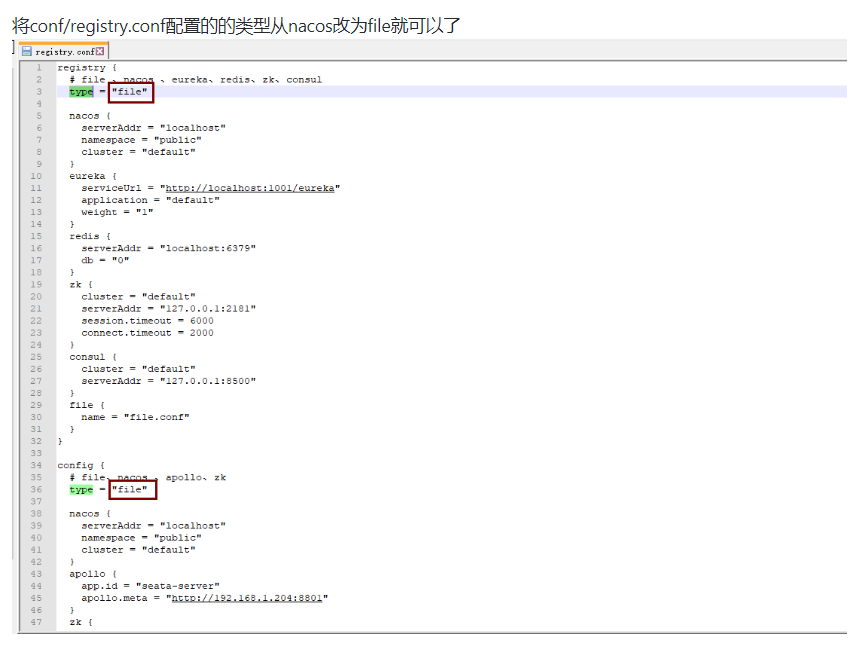 将conf/registry.conf配置的的类型从nacos改为file就可以了
registry.conf
1 registry {
2 # file 、nacos 、eureka、redis、zk、consul
3 type = "file"
4
5 nacos {
6 serverAddr = "localhost"
7 namespace = "public"
8 cluster = "default"
9 }
10 eureka {
11 serviceUrl = "http://localhost:1001/eureka"
12 application = "default"
13 weight = "1"
14 }
15 redis {
16 serverAddr = "localhost:6379"
17 db = "0"
18 }
19 zk {
20 cluster = "default"
21 serverAddr = "127.0.0.1:2181"
22 session.timeout = 6000
23 connect.timeout = 2000
24 }
25 consul {
26 cluster = "default"
27 serverAddr = "127.0.0.1:8500"
28 }
29 file {
30 name = "file.conf"
31 }
32 }
33
34 config {
35 # file、nacos 、apollo、zk
36 type = "file"
37
38 nacos {
39 serverAddr = "localhost"
40 namespace = "public"
41 cluster = "default"
42 }
43 apollo {
44 app.id = "seata-server"
45 apollo.meta = "http://192.168.1.204:8801"
46 }
47 zk {